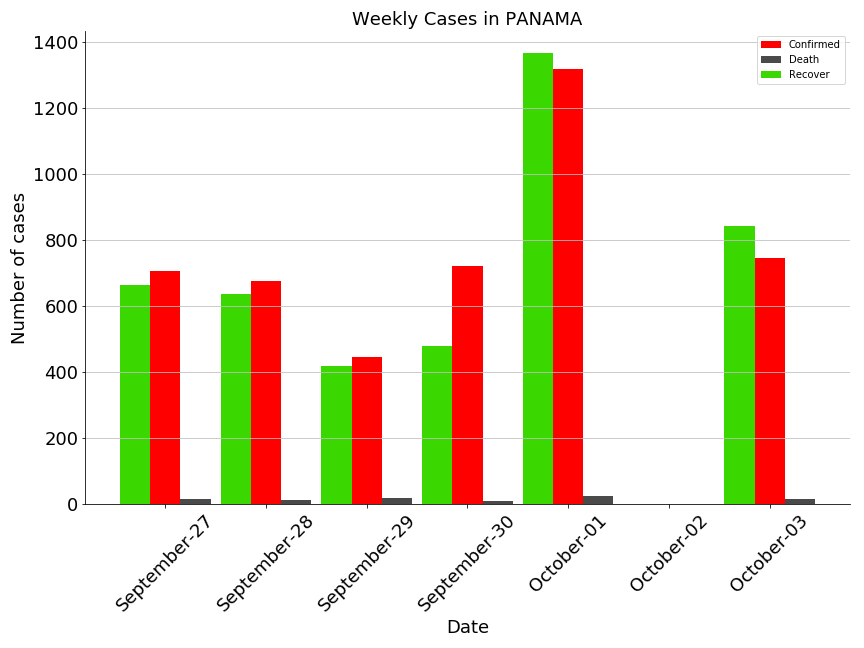 Weekly Cases in PANAMA
Confirmed
Death
Recover
Number of cases
1400
1200
1000
800
600
400
200
0
September-27
September-28
September-29
September-30
October-01
October-02
October-03
Date